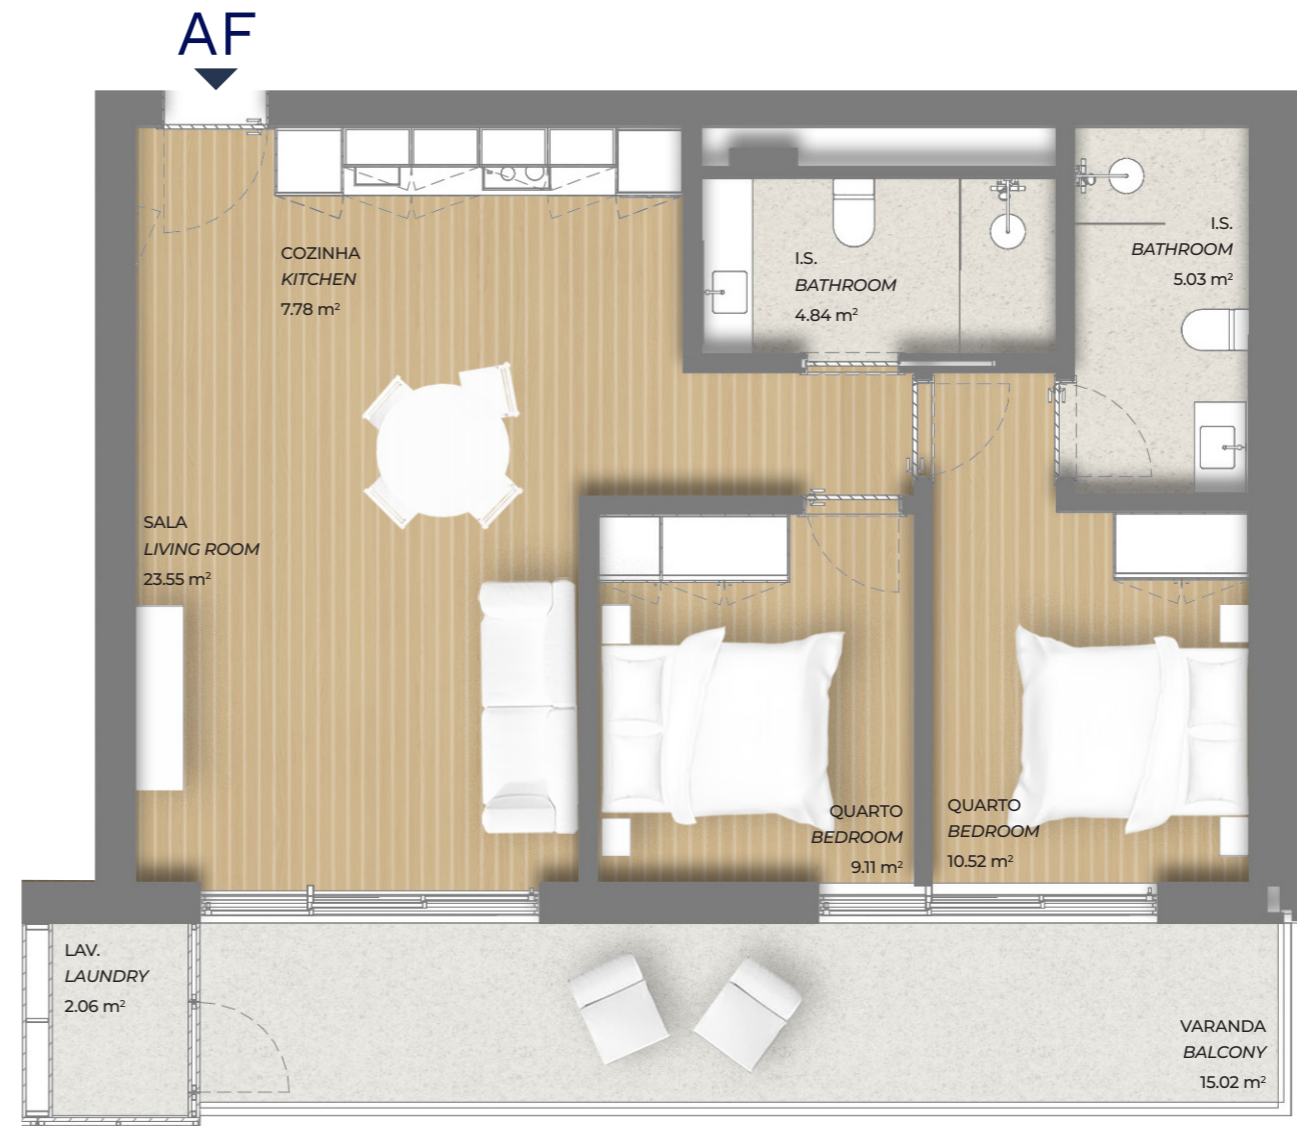 AF
COZINHA
KITCHEN
7.78 m²
I.S.
BATHROOM
4.84 m²
I.S.
BATHROOM
5.03 m²
SALA
LIVING ROOM
23.55 m²
QUARTO
BEDROOM
9.11 m²
QUARTO
BEDROOM
10.52 m²
LAV.
LAUNDRY
2.06 m²
VARANDA
BALCONY
15.02 m²